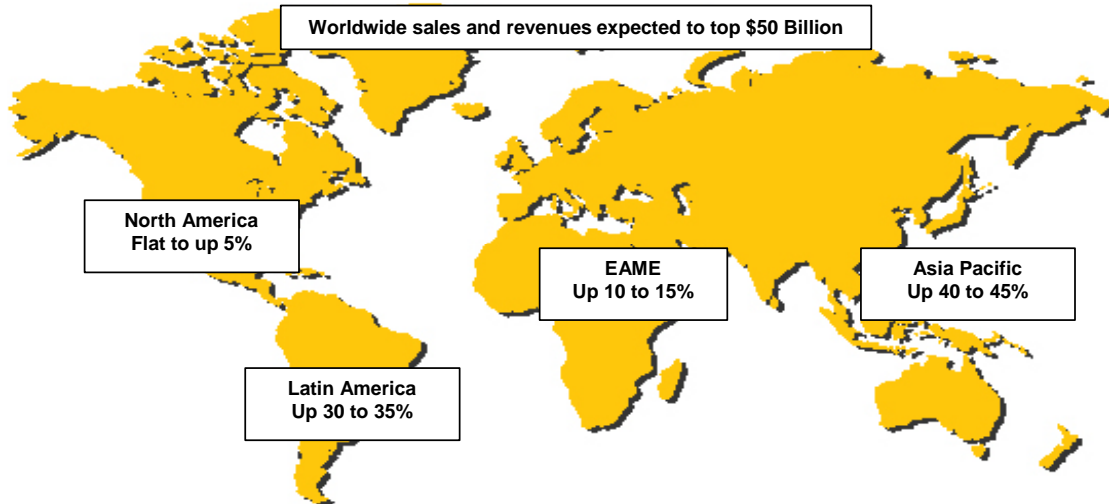 Worldwide sales and revenues expected to top $50 Billion
North America
Flat to up 5%
EAME
Up 10 to 15%
Asia Pacific
Up 40 to 45%
Latin America
Up 30 to 35%